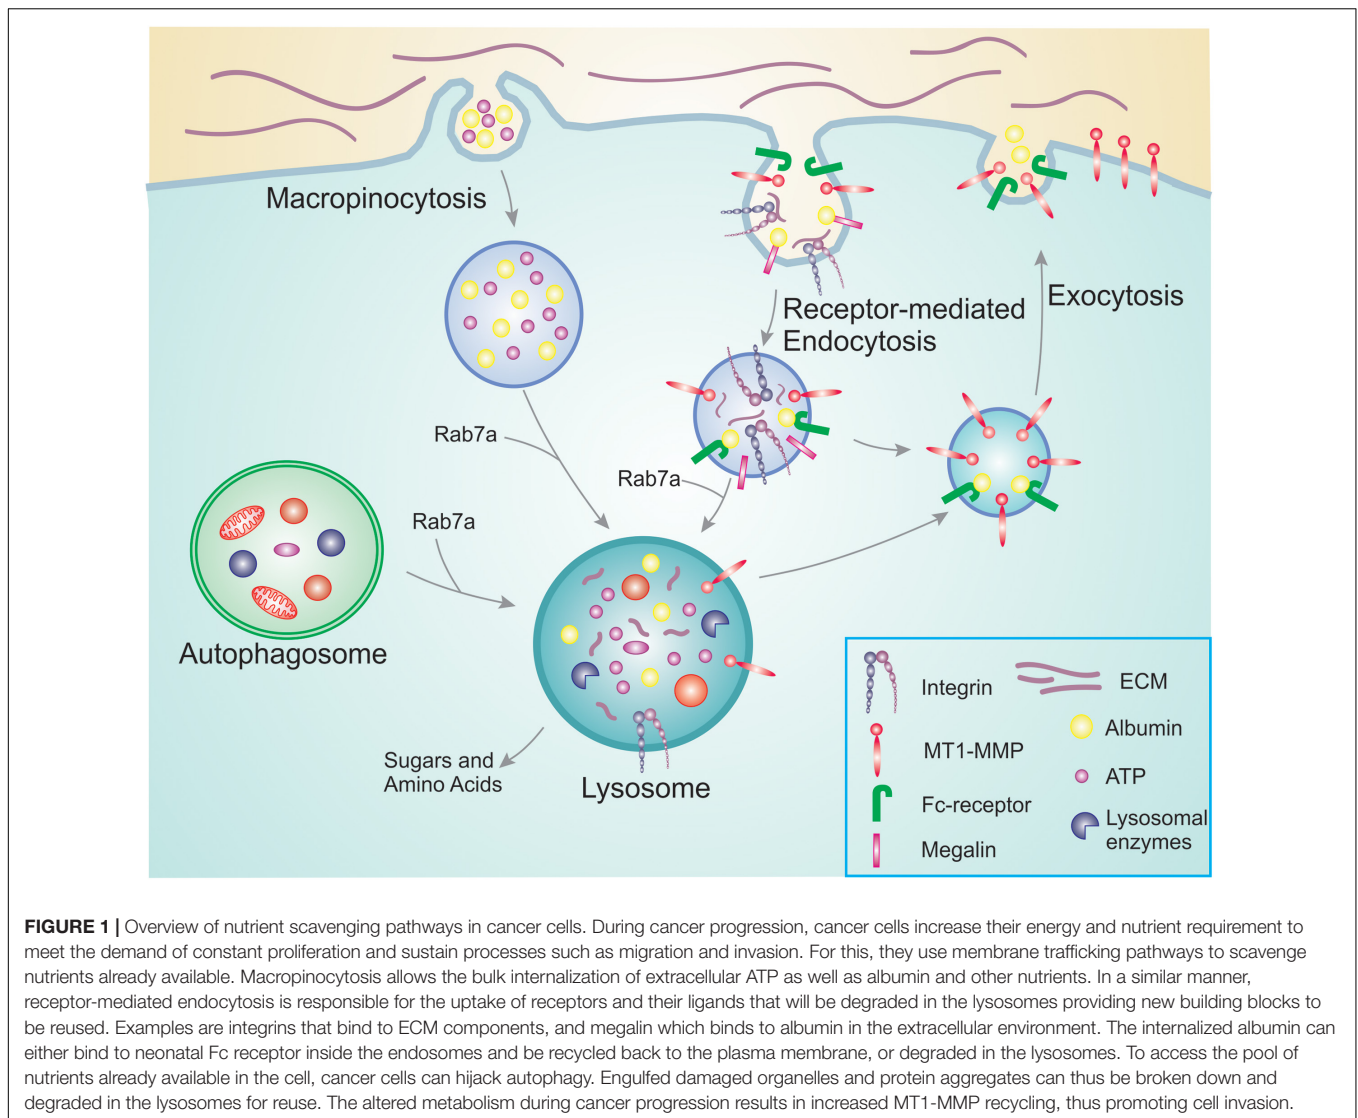 Macropinocytosis
Receptor-mediated
Endocytosis
Exocytosis
Rab7a
Rab7a
Rab7a
Autophagosome
Sugars and
Amino Acids
Lysosome
Integrin
ECM
MT1-MMP
Albumin
Fc-receptor
ATP
Megalin
Lysosomal
enzymes
FIGURE 1 | Overview of nutrient scavenging pathways in cancer cells. During cancer progression, cancer cells increase their energy and nutrient requirement to
meet the demand of constant proliferation and sustain processes such as migration and invasion. For this, they use membrane trafficking pathways to scavenge
nutrients already available. Macropinocytosis allows the bulk internalization of extracellular ATP as well as albumin and other nutrients. In a similar manner,
receptor-mediated endocytosis is responsible for the uptake of receptors and their ligands that will be degraded in the lysosomes providing new building blocks to
be reused. Examples are integrins that bind to ECM components, and megalin which binds to albumin in the extracellular environment. The internalized albumin can
either bind to neonatal Fc receptor inside the endosomes and be recycled back to the plasma membrane, or degraded in the lysosomes. To access the pool of
nutrients already available in the cell, cancer cells can hijack autophagy. Engulfed damaged organelles and protein aggregates can thus be broken down and
degraded in the lysosomes for reuse. The altered metabolism during cancer progression results in increased MT1-MMP recycling, thus promoting cell invasion.